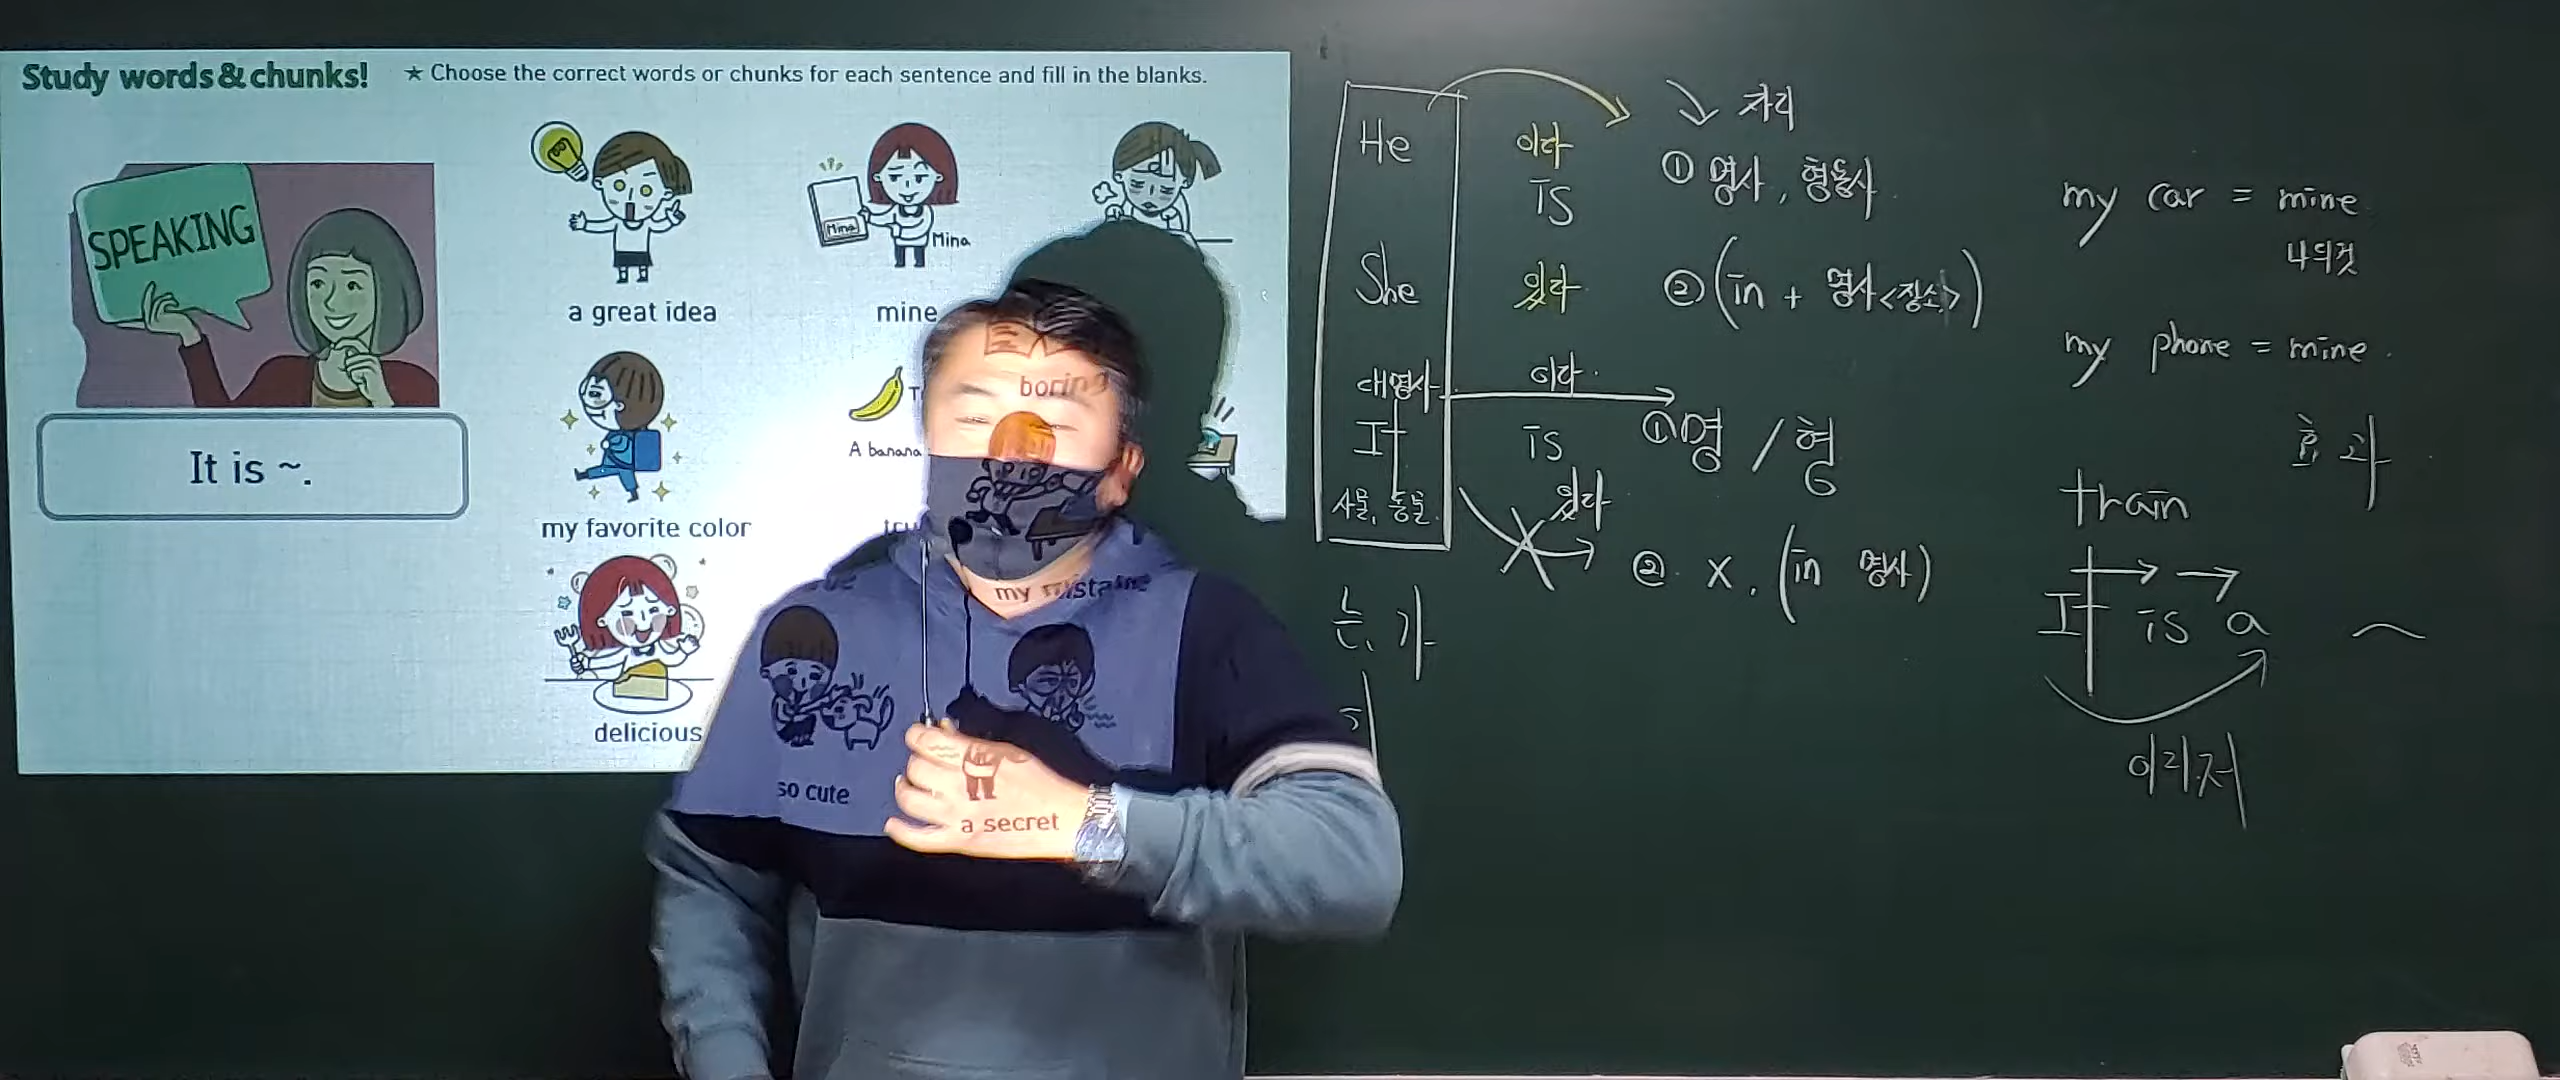 Study words & chunks! ★ Choose the correct words or chunks for each sentence and fill in the blanks.
SPEAKING
It is ~.
Mina
Mina
a great idea
mine
boring
A banana
my favorite color
my mistake
delicious
so cute
a secret
He
이다
is
자리
① 명사, 형용사
She
있다
② (in + 명사<장소>)
대명사
이다.
It
is
① 명 / 형
사물, 동물
있다
② X. (in 명사)
는, 가
my car = mine
나의것
my phone = mine.
효과
train
It is a ~